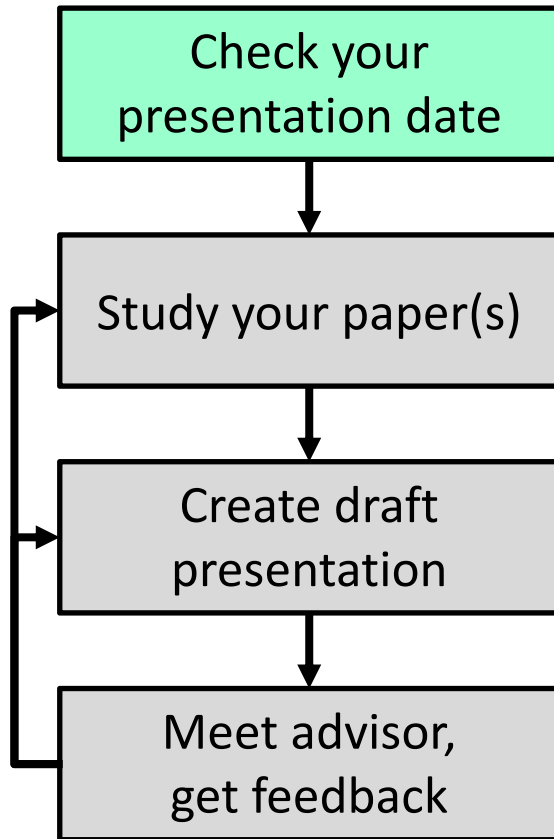 Check your
presentation date
Study your paper(s)
Create draft
presentation
Meet advisor,
get feedback